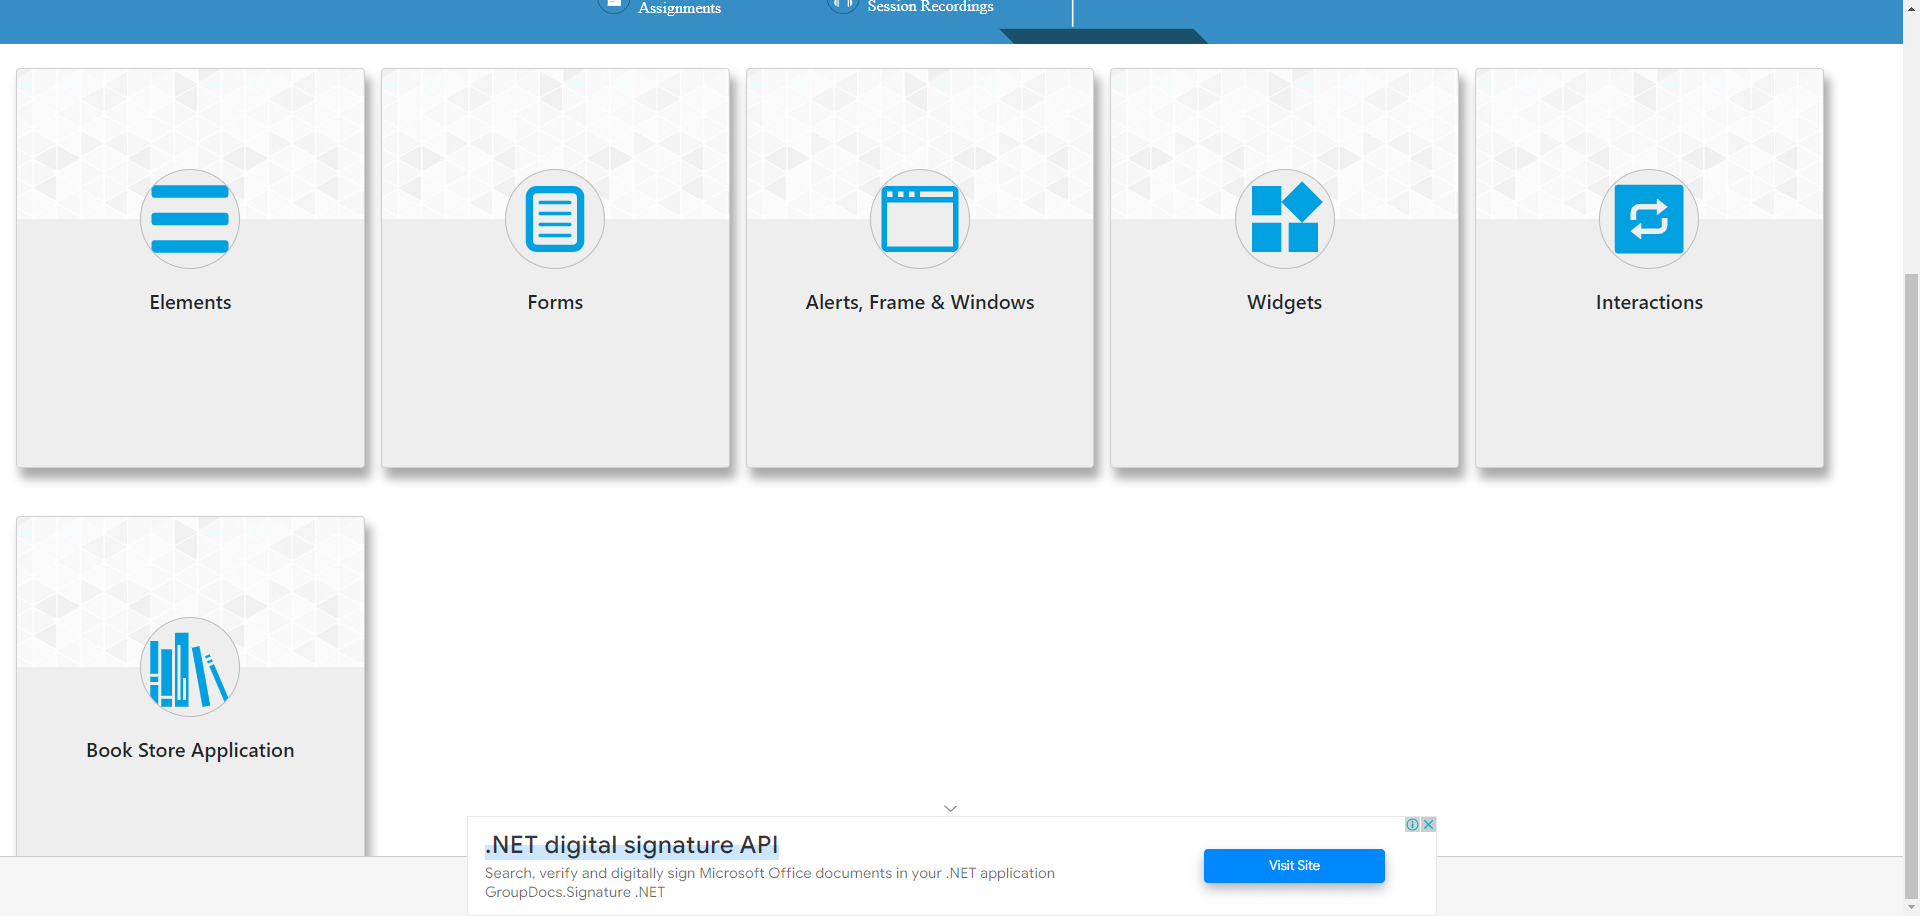 Assignments
Session Recordings
Elements
Forms
Alerts, Frame & Windows
Widgets
Interactions
Book Store Application
.NET digital signature API
Search, verify and digitally sign Microsoft Office documents in your .NET application
GroupDocs.Signature .NET
Visit Site